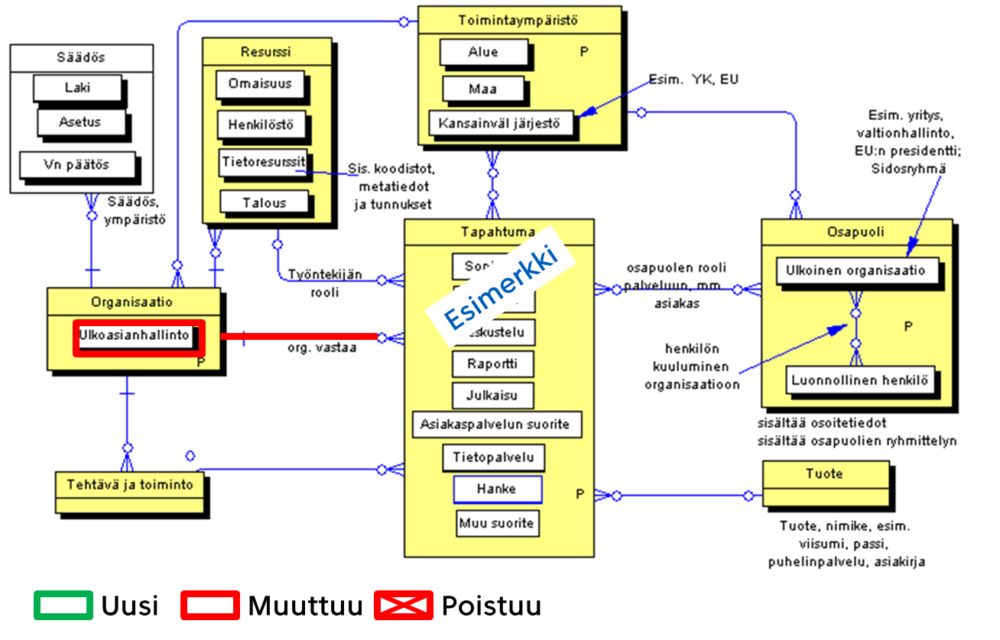 Toimintaympäristö
Alue
P
Maa
Kansainväl järjestö
Esim. YK, EU
Säädös
Laki
Asetus
Vn päätös
Säädös,
ympäristö
Resurssi
Omaisuus
Henkilöstö
Tietoresurssit
Talous
Sis. koodistot,
metatiedot
ja tunnukset
Esim. yritys,
valtionhallinto,
EU:n presidentti;
Sidosryhmä
Työntekijän
rooli
Organisaatio
Ulkoasianhallinto
P
org. vastaa
Tehtävä ja toiminto
Tapahtuma
Esimerkki
Raportti
Julkaisu
Asiakaspalvelun suorite
Tietopalvelu
Hanke
P
Muu suorite
osapuolen rooli
palveluun, mm.
asiakas
Osapuoli
Ulkoinen organisaatio
P
Luonnollinen henkilö
henkilön
kuuluminen
organisaatioon
sisältää osoitetiedot
sisältää osapuolien ryhmittelyn
Tuote
Tuote, nimike, esim.
viisumi, passi,
puhelinpalvelu, asiakirja
Uusi
Muuttuu
Poistuu